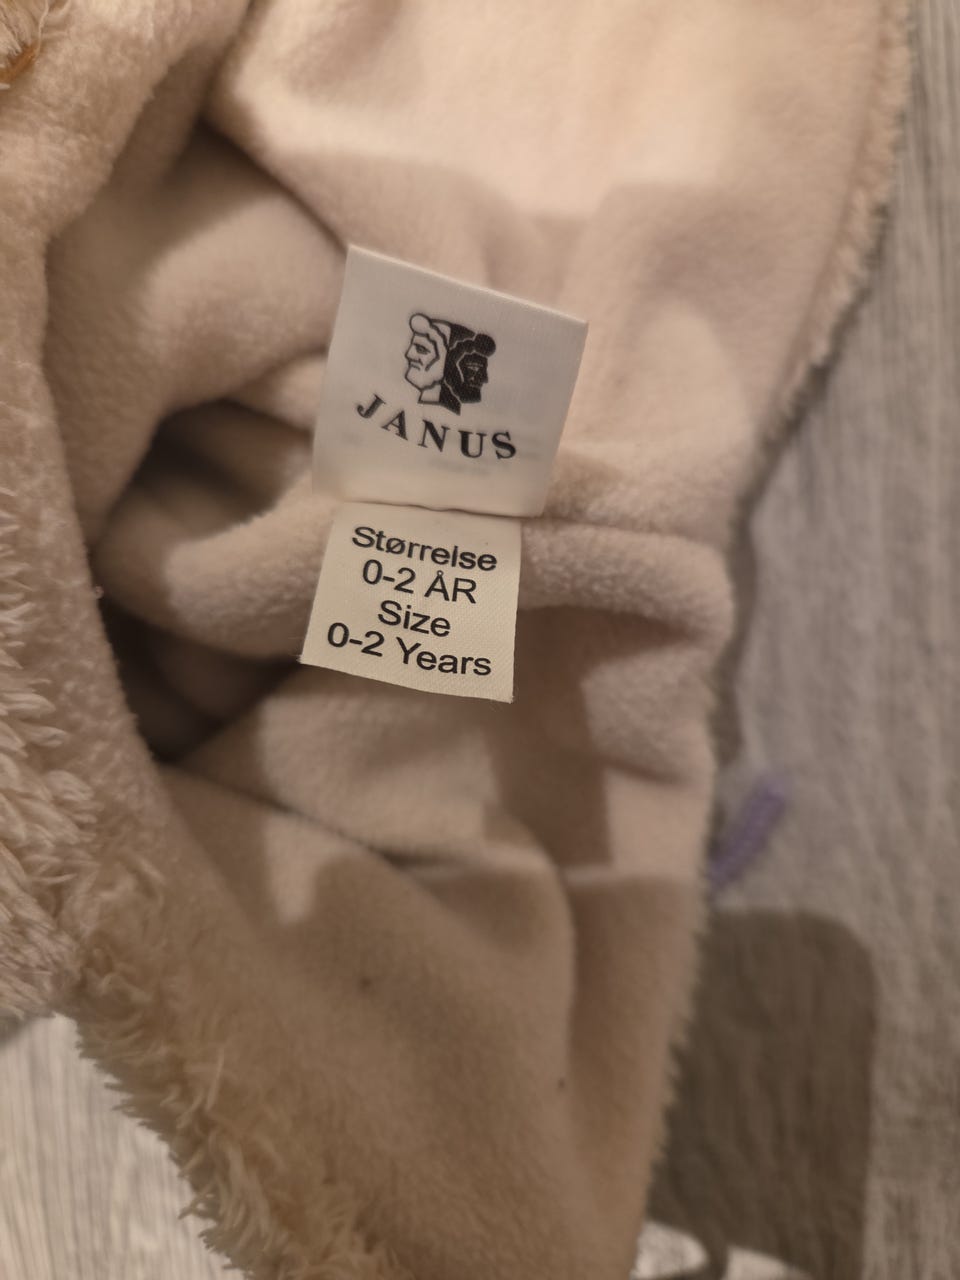 JANUS
Størrelse
0-2 ÅR
Size
0-2 Years